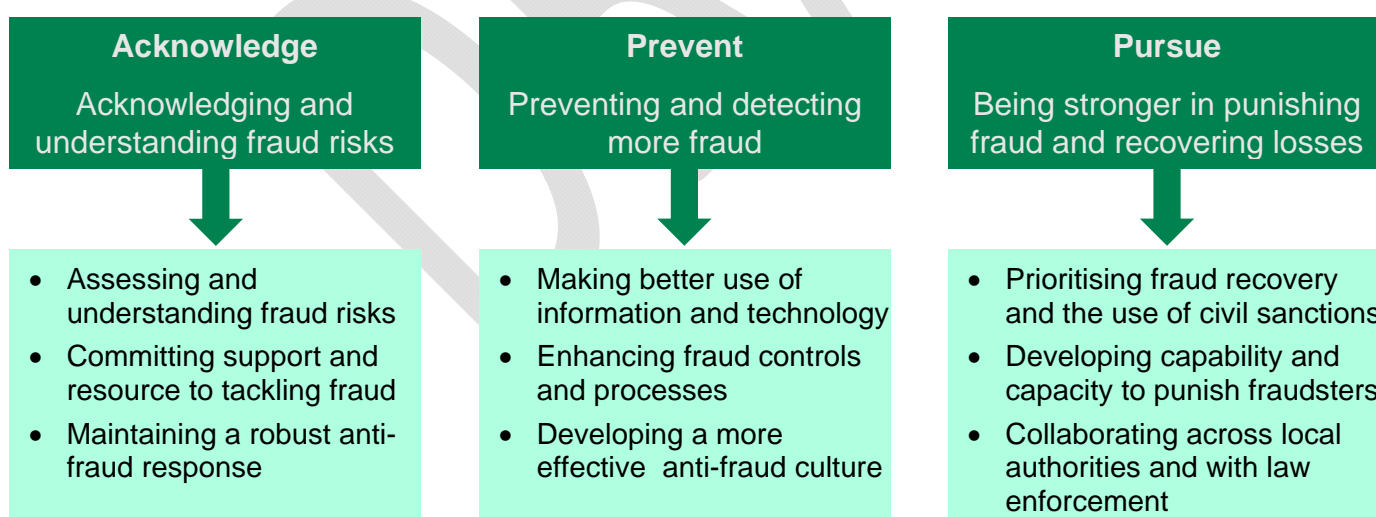 Acknowledge
Acknowledging and
understanding fraud risks
• Assessing and
understanding fraud risks
• Committing support and
resource to tackling fraud
• Maintaining a robust anti-
fraud response
Prevent
Preventing and detecting
more fraud
• Making better use of
information and technology
• Enhancing fraud controls
and processes
• Developing a more
effective  anti-fraud culture
Pursue
Being stronger in punishing
fraud and recovering losses
• Prioritising fraud recovery
and the use of civil sanctions
• Developing capability and
capacity to punish fraudsters
• Collaborating across local
authorities and with law
enforcement